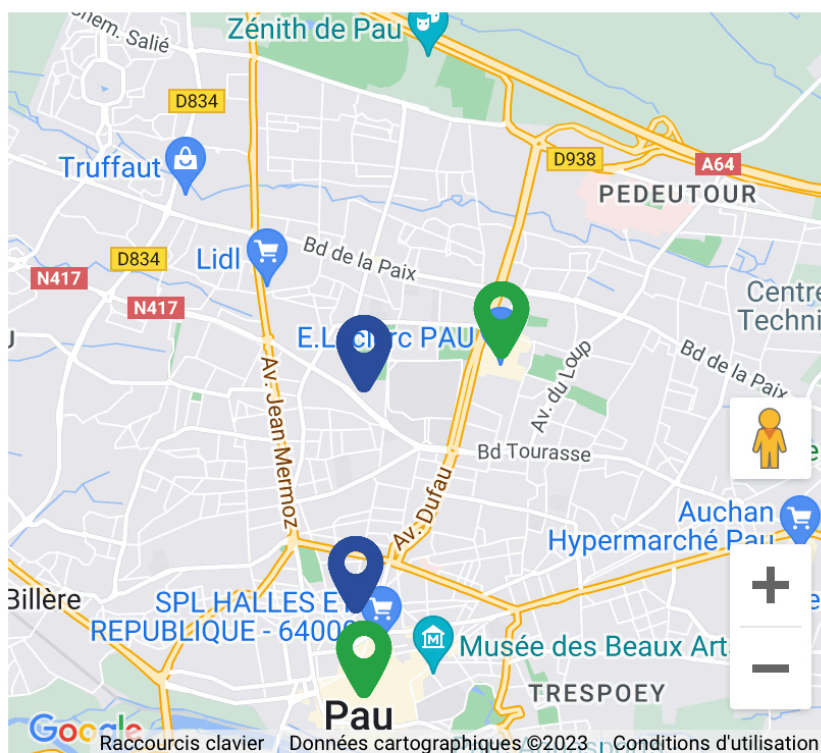 Chem. Salié
Zénith de Pau
D834
Truffaut
D938
A64
PEDEUTOUR
D834
Lidl
Bd de la Paix
N417
N417
Centre
Techni
E.Leclerc PAU
Av. Jean Mermoz
Av. du Loup
Bd de la Paix
Bd Tourasse
Av. Dufau
Auchan
Hypermarché Pau
Billère
SPL HALLES ET
REPUBLIQUE - 6400
Musée des Beaux Arts
TRESPOEY
Pau
Google
Raccourcis clavier
Données cartographiques ©2023
Conditions d'utilisation